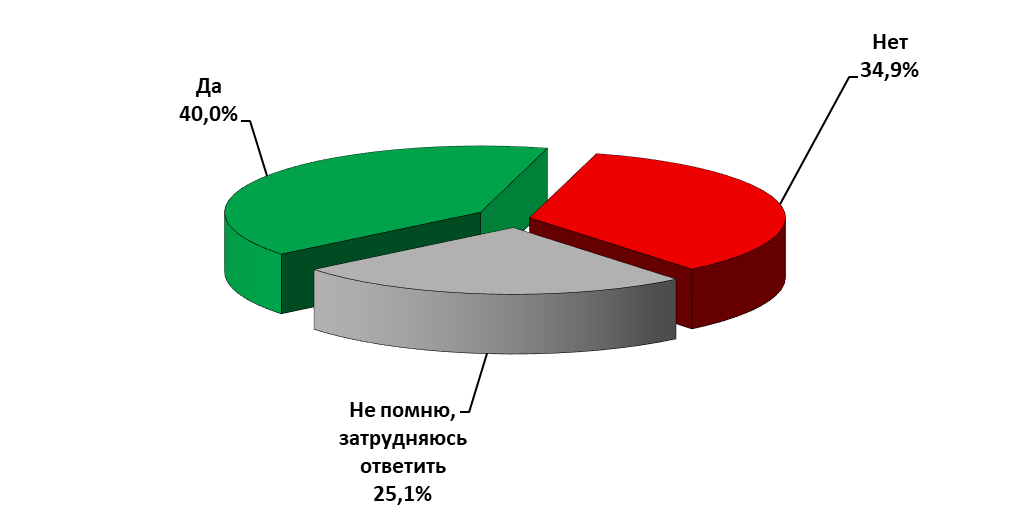 Да
40,0%
Нет
34,9%
Не помню,
затрудняюсь
ответить
25,1%